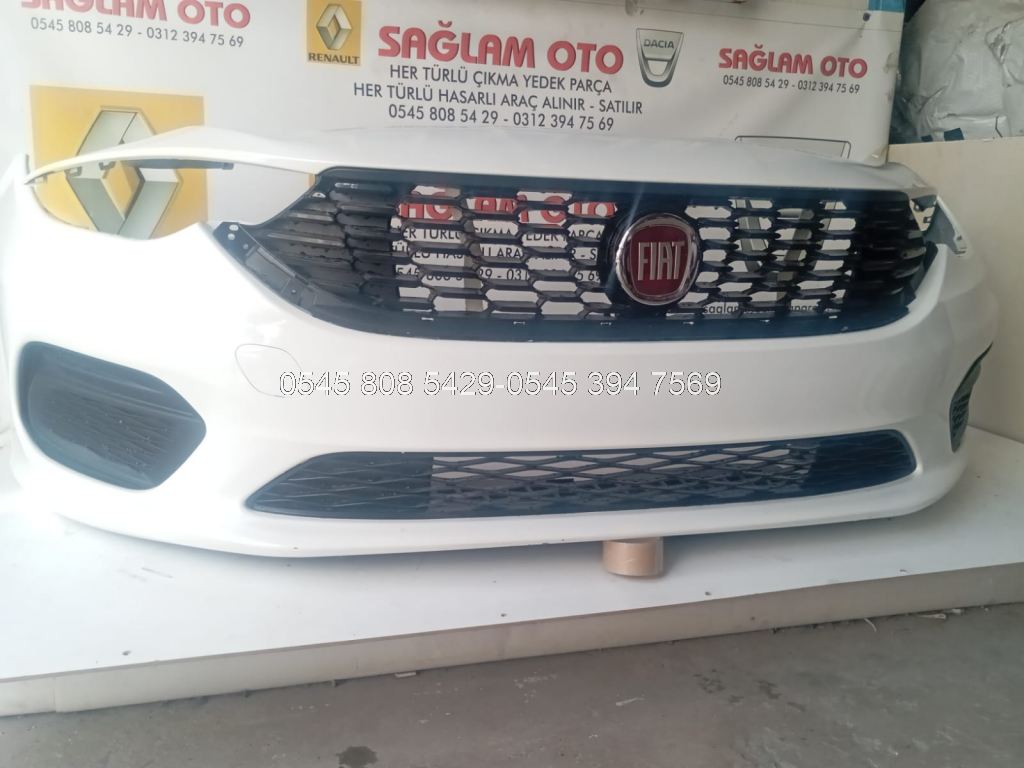 SAĞLAM OTO
0545 808 54 29 - 0312 394 75 69
RENAULT
SAĞLAM OTO
HER TÜRLÜ ÇIKMA YEDEK PARÇA
HER TÜRLÜ HASARLI ARAÇ ALINIR - SATILIR
0545 808 54 29 - 0312 394 75 69
DACIA
SAĞLAM OTO
0545 808 54 29 - 0312 394 75 69
FIAT
0545 808 5429-0545 394 7569